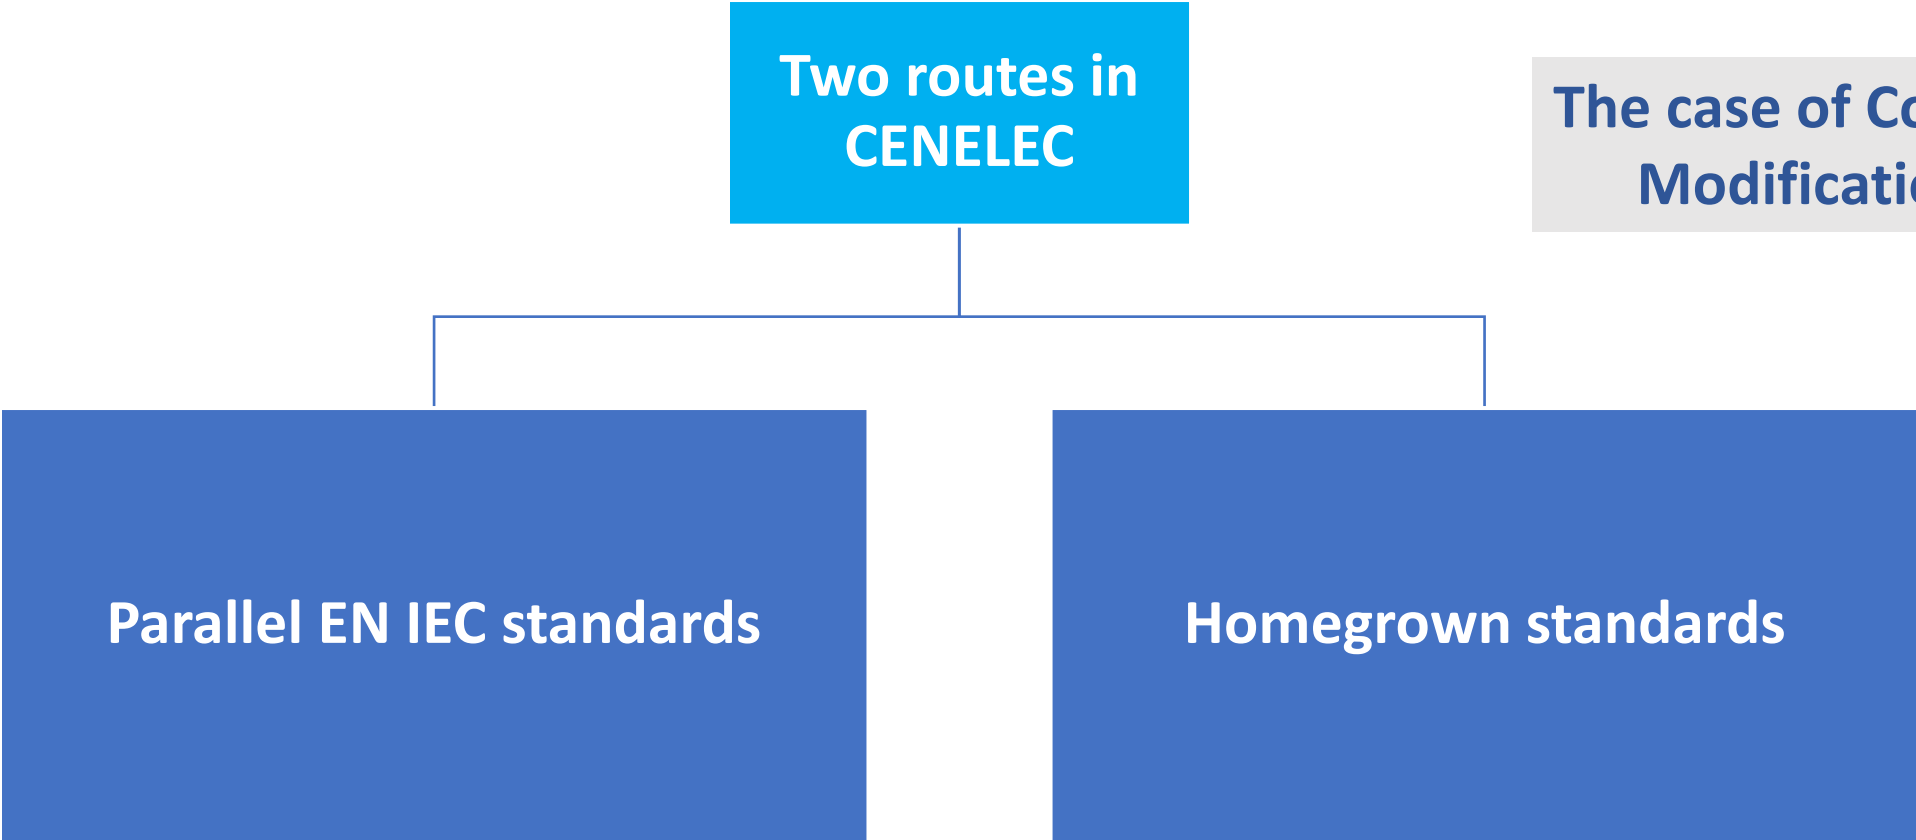 Two routes in
CENELEC
The case of
Parallel EN IEC standards
Homegrown standards